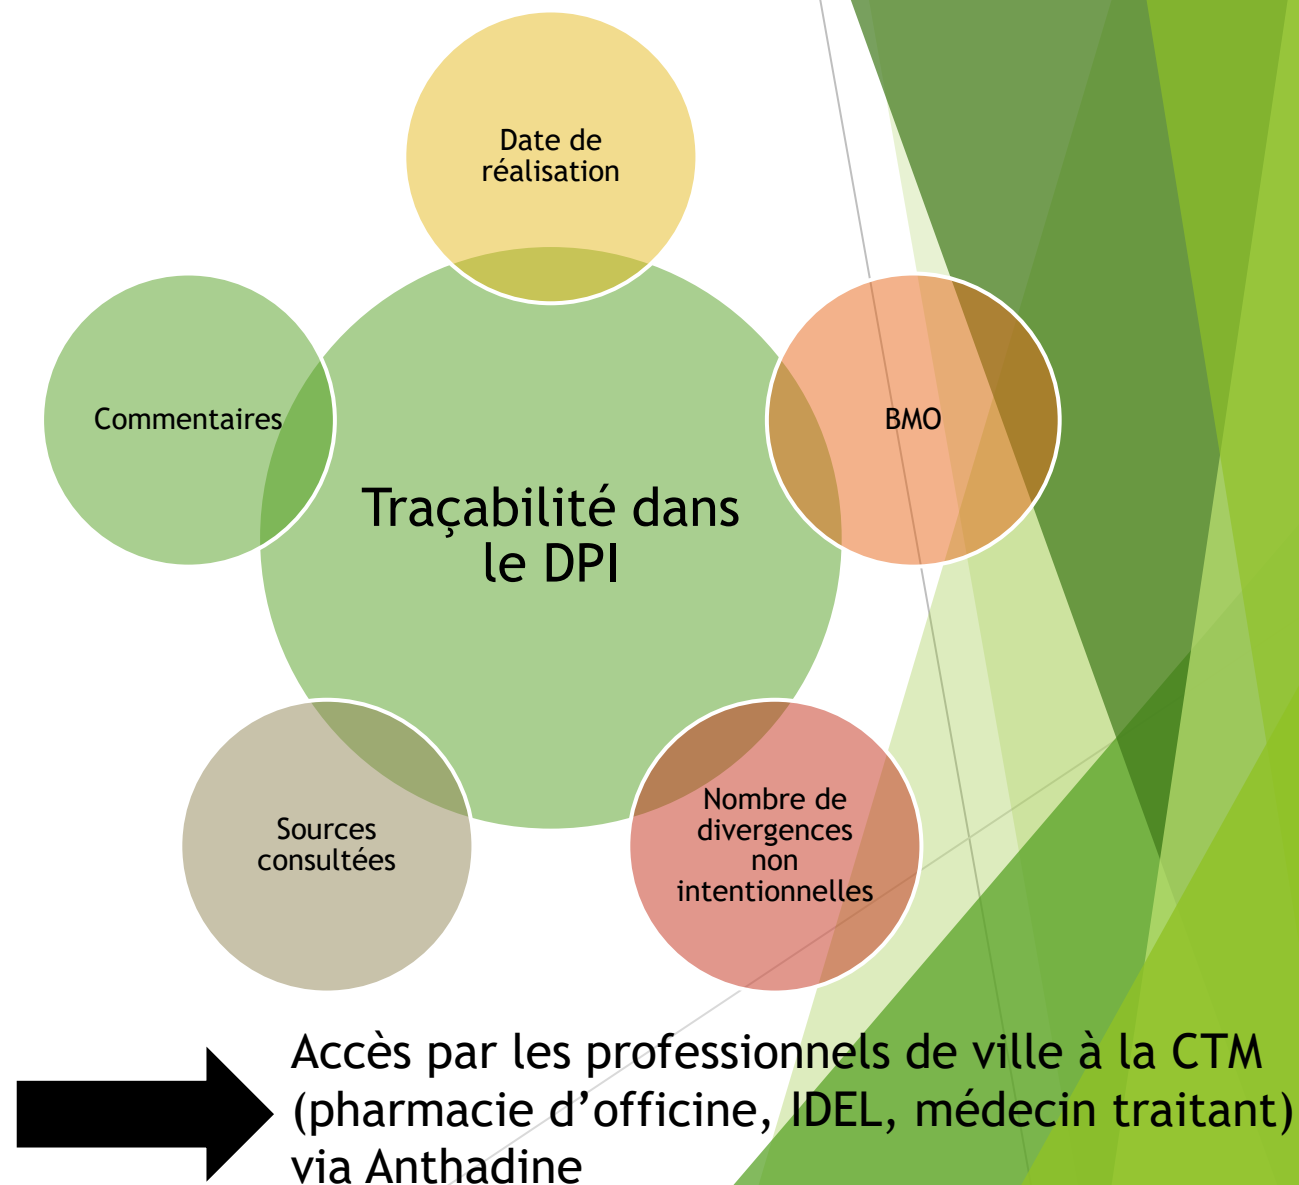 Date de
réalisation
BMO
Commentaires
Traçabilité dans
le DPI
Nombre de
divergences
non
intentionnelles
Sources
consultées
Accès par les professionnels de ville à la CTM
(pharmacie d’officine, IDEL, médecin traitant)
via Anthadine